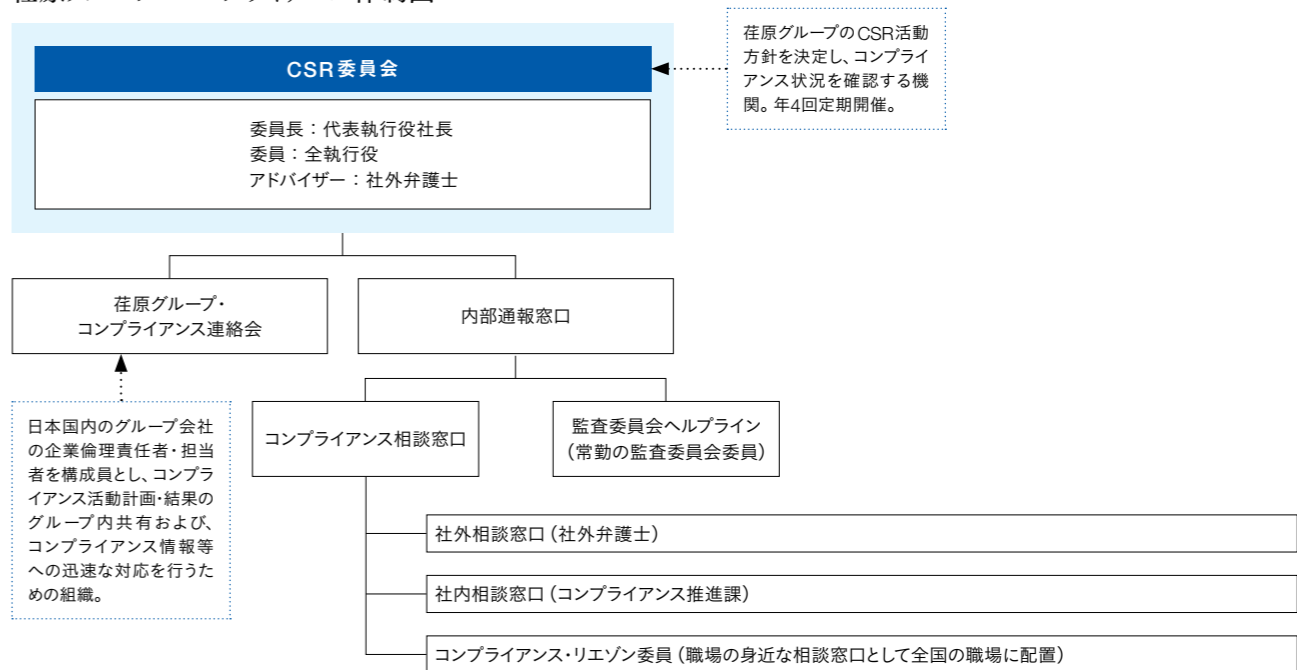 CSR委員会
委員長：代表執行役社長
委員：全執行役
アドバイザー：社外弁護士
荏原グループのCSR活動
方針を決定し、コンプライ
アンス状況を確認する機
関。年4回定期開催。
荏原グループ・
コンプライアンス連絡会
内部通報窓口
日本国内のグループ会社
の企業倫理責任者・担当
者を構成員とし、コンプラ
イアンス活動計画・結果の
グループ内共有および、
コンプライアンス情報等
への迅速な対応を行うた
めの組織。
コンプライアンス相談窓口
監査委員会ヘルプライン
（常勤の監査委員会委員）
社外相談窓口（社外弁護士）
社内相談窓口（コンプライアンス推進課）
コンプライアンス・リエゾン委員（職場の身近な相談窓口として全国の職場に配置）